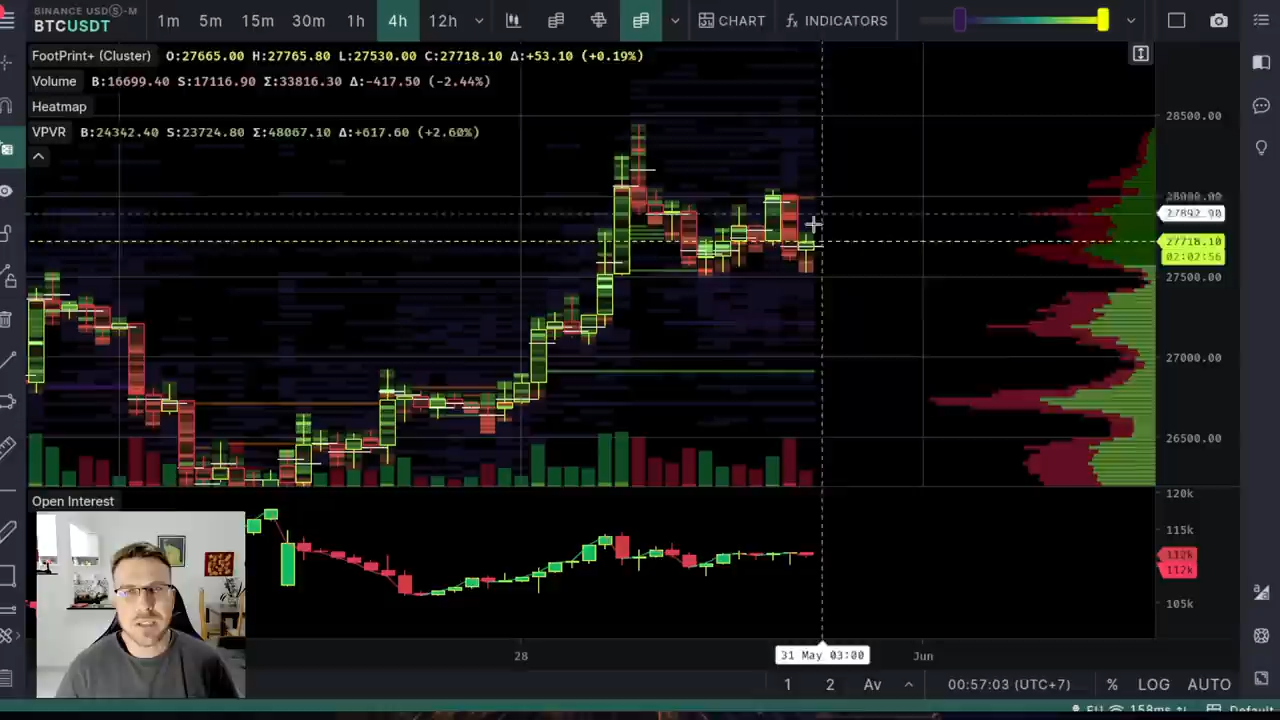 BINANCE USDⓈ-M
BTCUSDT
1m 5m 15m 30m 1h 4h 12h
CHART
INDICATORS
FootPrint+ (Cluster) O:27665.00 H:27765.80 L:27530.00 C:27718.10 Δ:+53.10 (+0.19%)
Volume B:16699.40 S:17116.90 Σ:33816.30 Δ:-417.50 (-2.44%)
Heatmap
VPVR B:24342.40 S:23724.80 Σ:48067.10 Δ:+617.60 (+2.60%)
28500.00
28000.00
27892.90
27718.10
02:02:56
27500.00
27000.00
26500.00
Open Interest
120k
115k
112k
105k
28
31 May 03:00
Jun
1 2 Av 00:57:03 (UTC+7) % LOG AUTO
EU 158ms Default